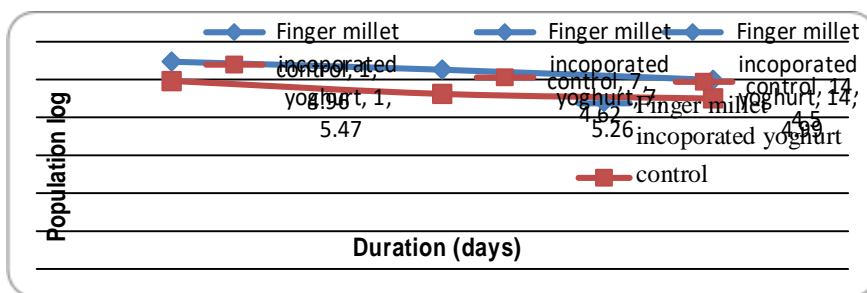 Finger millet incoporated yoghurt, 1, 5.47
Finger millet incoporated yoghurt, 7, 5.26
Finger millet incoporated yoghurt, 14, 4.99
control, 1, 4.96
control, 7, 4.62
control, 14, 4.5
Finger millet
incoporated yoghurt
control
Population log
Duration (days)